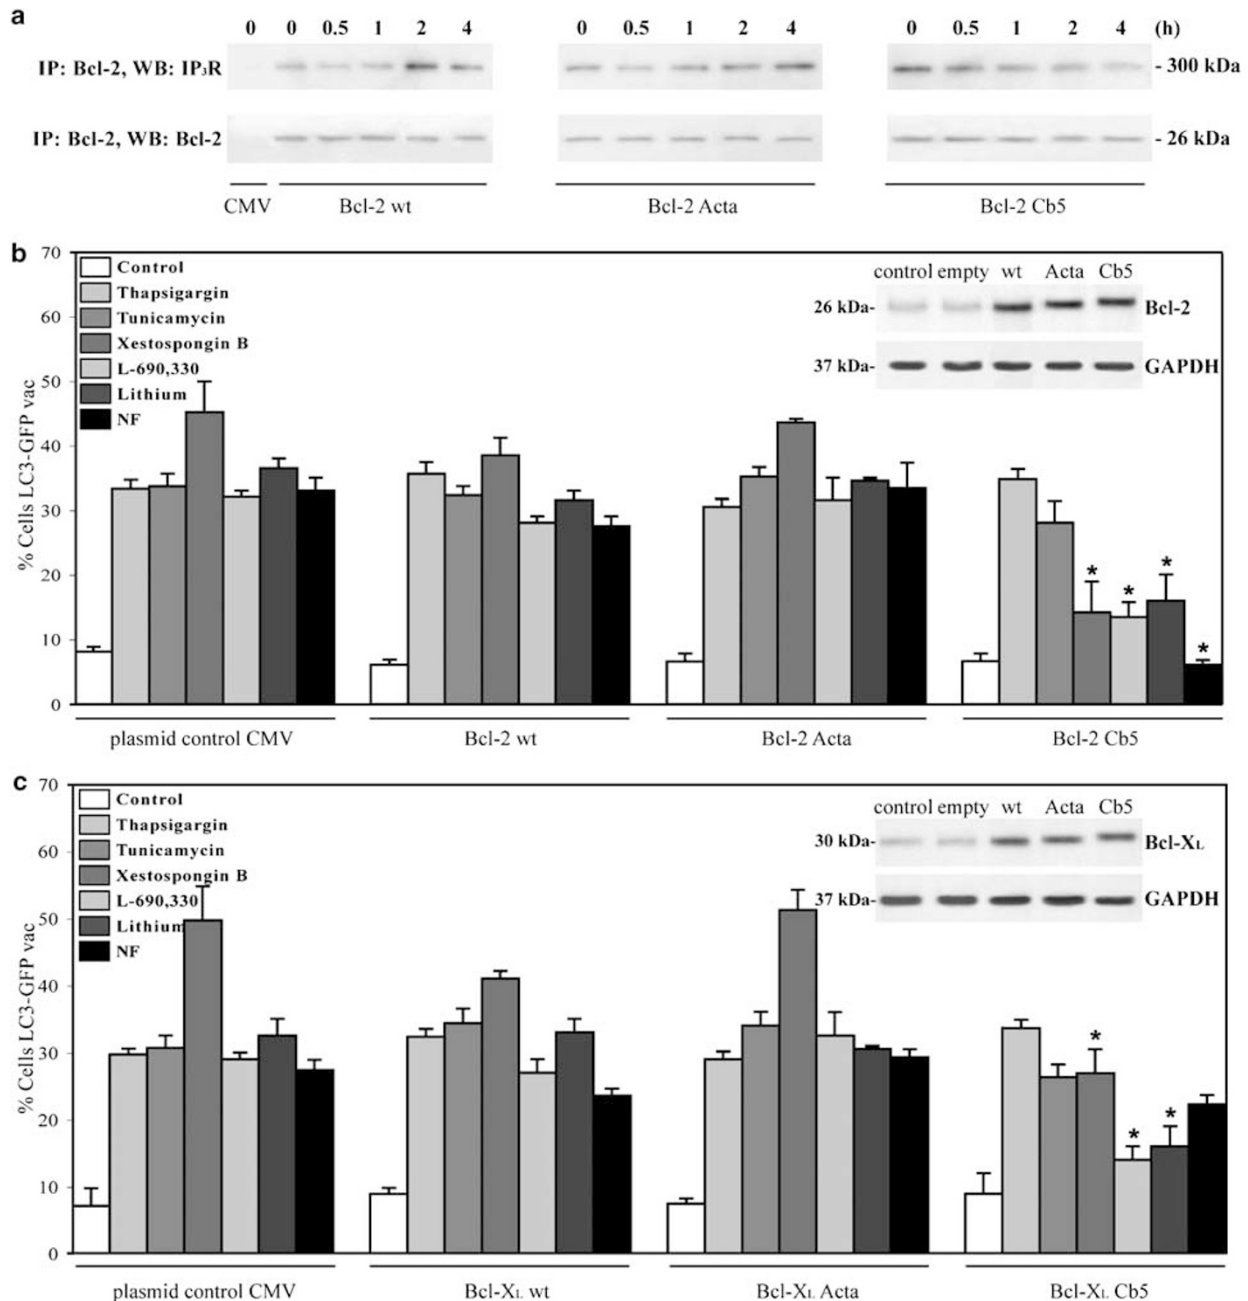 a
0 0 0.5 1 2 4 0 0.5 1 2 4 0 0.5 1 2 4 (h)
IP: Bcl-2, WB: IP₃R - 300 kDa
IP: Bcl-2, WB: Bcl-2 - 26 kDa
CMV Bcl-2 wt Bcl-2 Acta Bcl-2 Cb5
b
% Cells LC3-GFP vac
70
60
50
40
30
20
10
0
Control
Thapsigargin
Tunicamycin
Xestospongin B
L-690,330
Lithium
NF
control empty wt Acta Cb5
26 kDa- Bcl-2
37 kDa- GAPDH
* * * *
plasmid control CMV Bcl-2 wt Bcl-2 Acta Bcl-2 Cb5
c
% Cells LC3-GFP vac
70
60
50
40
30
20
10
0
Control
Thapsigargin
Tunicamycin
Xestospongin B
L-690,330
Lithium
NF
control empty wt Acta Cb5
30 kDa- Bcl-XL
37 kDa- GAPDH
* * *
plasmid control CMV Bcl-XL wt Bcl-XL Acta Bcl-XL Cb5